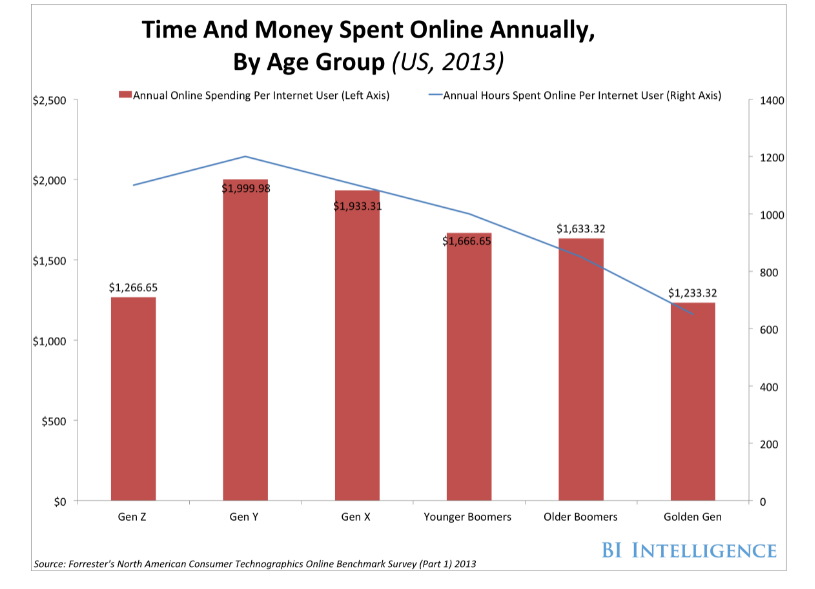 Time And Money Spent Online Annually,
By Age Group (US, 2013)
Annual Online Spending Per Internet User (Left Axis)
Annual Hours Spent Online Per Internet User (Right Axis)
$2,500
$2,000
$1,500
$1,000
$500
$0
1400
1200
1000
800
600
400
200
0
$1,266.65
$1,999.98
$1,933.31
$1,666.65
$1,633.32
$1,233.32
Gen Z
Gen Y
Gen X
Younger Boomers
Older Boomers
Golden Gen
BI INTELLIGENCE
Source: Forrester's North American Consumer Technographics Online Benchmark Survey (Part 1) 2013